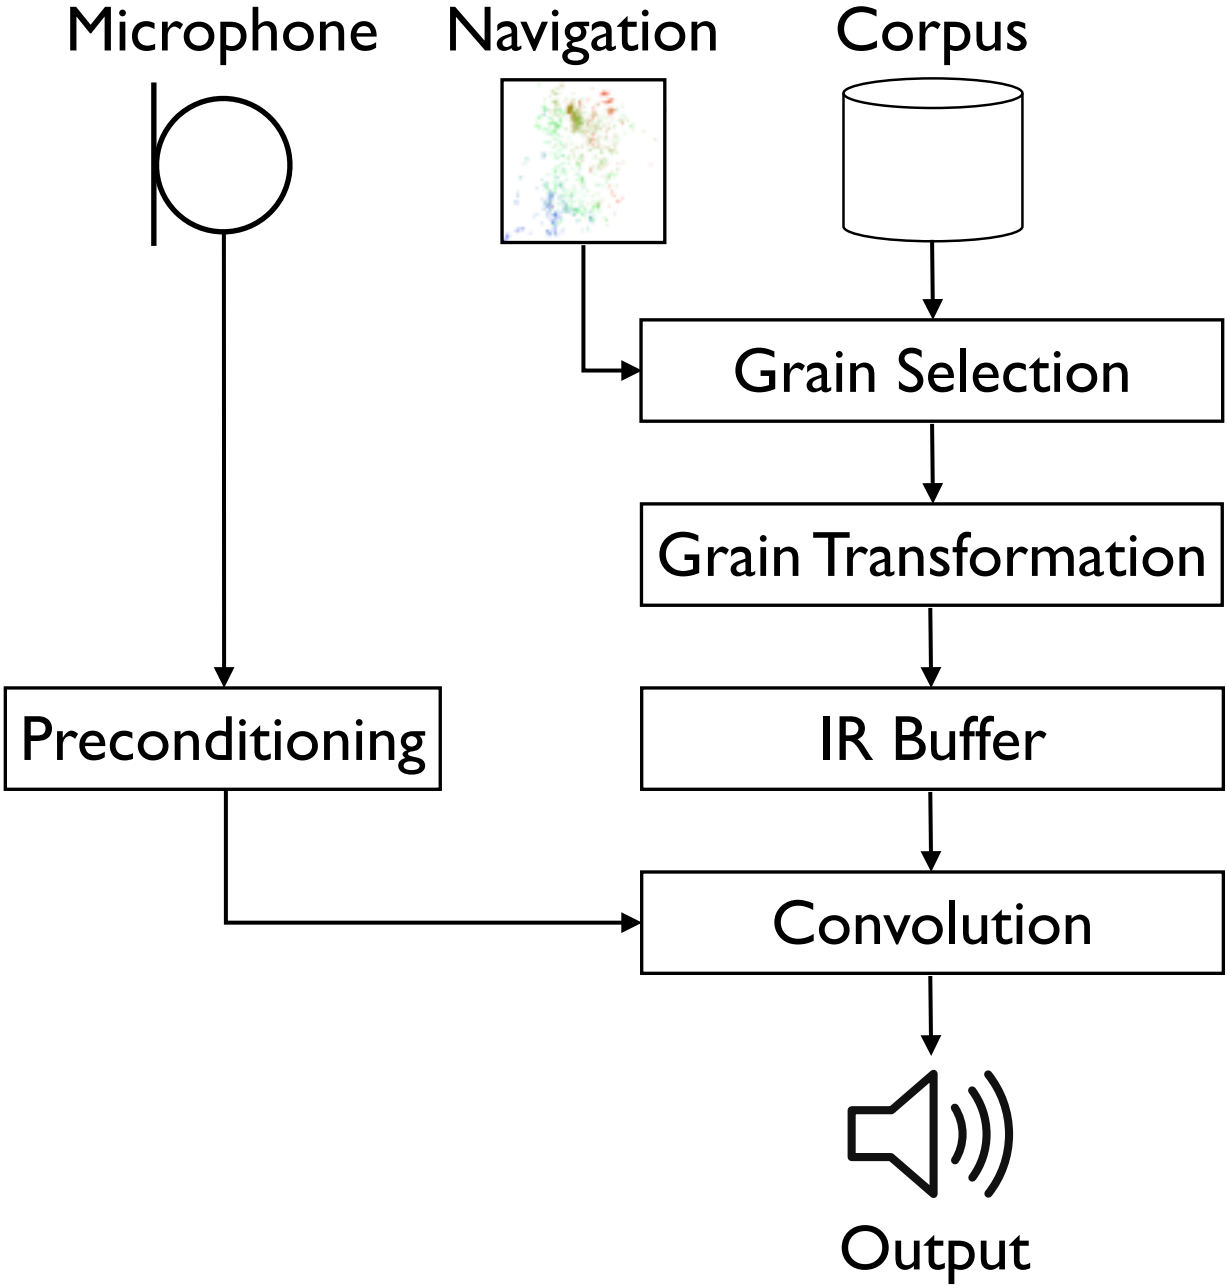 Microphone
Navigation
Corpus
Grain Selection
Grain Transformation
Preconditioning
IR Buffer
Convolution
Output